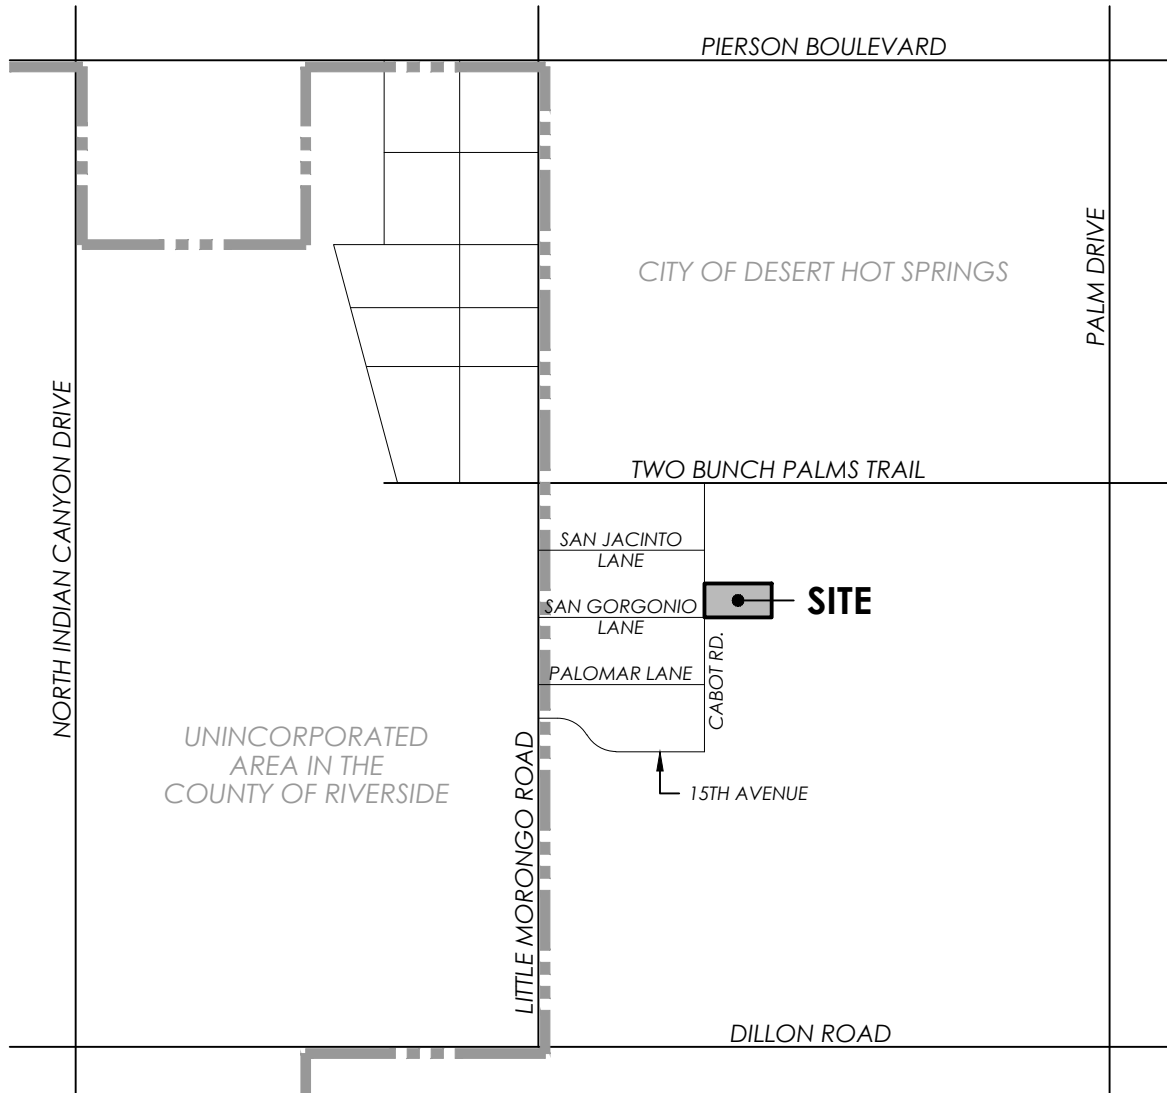 PIERSON BOULEVARD
PALM DRIVE
CITY OF DESERT HOT SPRINGS
NORTH INDIAN CANYON DRIVE
TWO BUNCH PALMS TRAIL
SAN JACINTO
LANE
SITE
SAN GORGONIO
LANE
CABOT RD.
PALOMAR LANE
UNINCORPORATED
AREA IN THE
COUNTY OF RIVERSIDE
LITTLE MORONGO ROAD
15TH AVENUE
DILLON ROAD